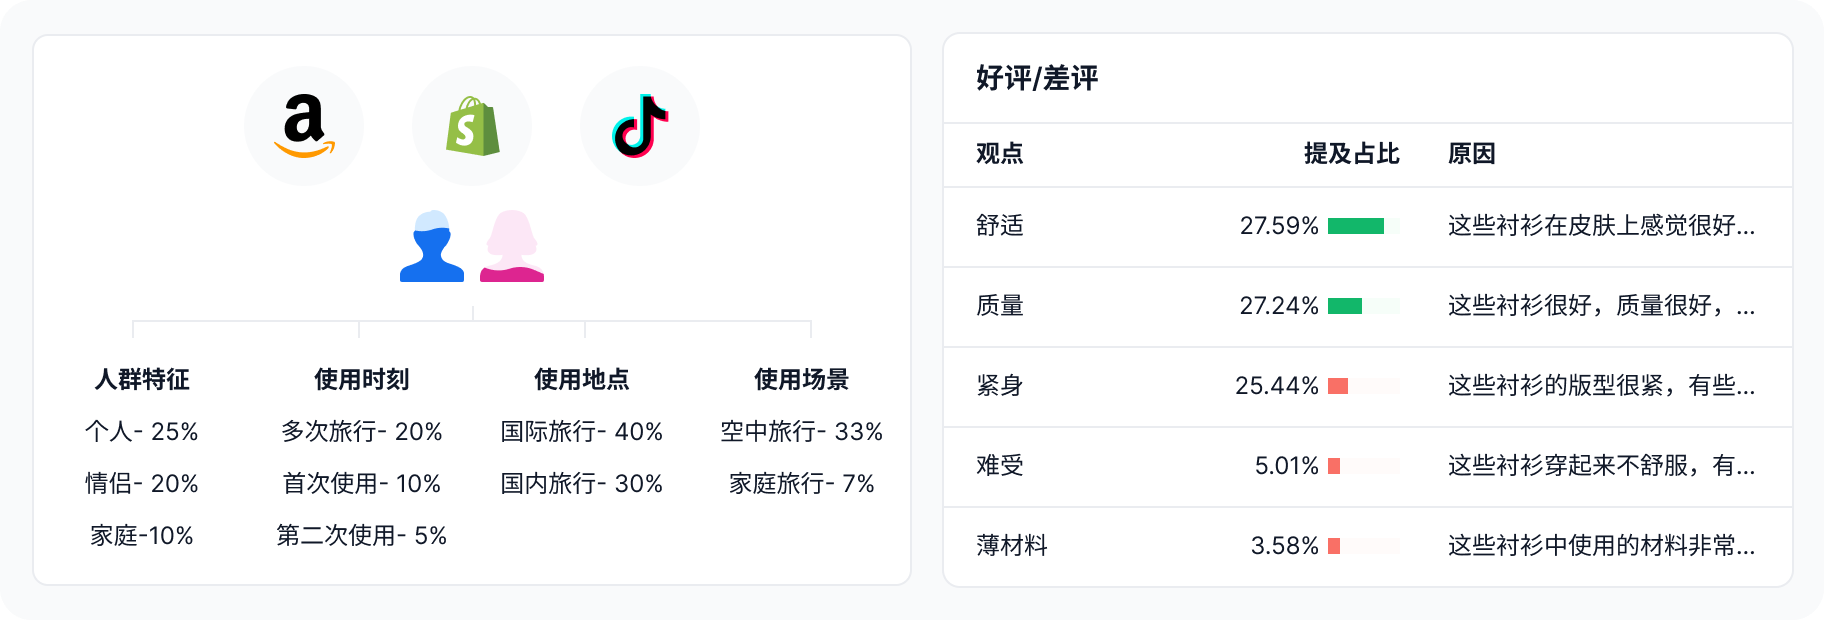 人群特征
个人- 25%
情侣- 20%
家庭-10%
使用时刻
多次旅行- 20%
首次使用- 10%
第二次使用- 5%
使用地点
国际旅行- 40%
国内旅行- 30%
使用场景
空中旅行- 33%
家庭旅行- 7%
好评/差评
观点 提及占比 原因
舒适 27.59% 这些衬衫在皮肤上感觉很好...
质量 27.24% 这些衬衫很好，质量很好，...
紧身 25.44% 这些衬衫的版型很紧，有些...
难受 5.01% 这些衬衫穿起来不舒服，有...
薄材料 3.58% 这些衬衫中使用的材料非常...